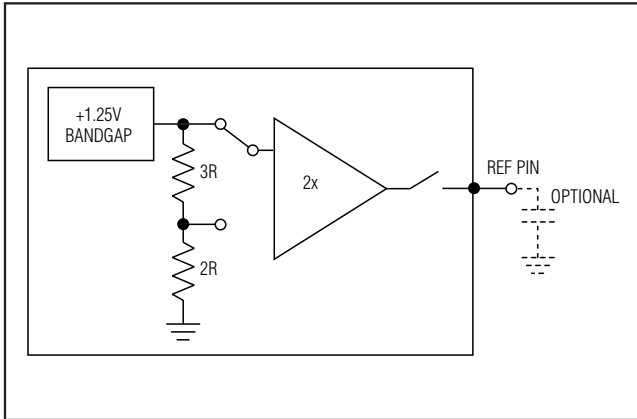 +1.25V
BANDGAP
3R
2x
REF PIN
OPTIONAL
2R